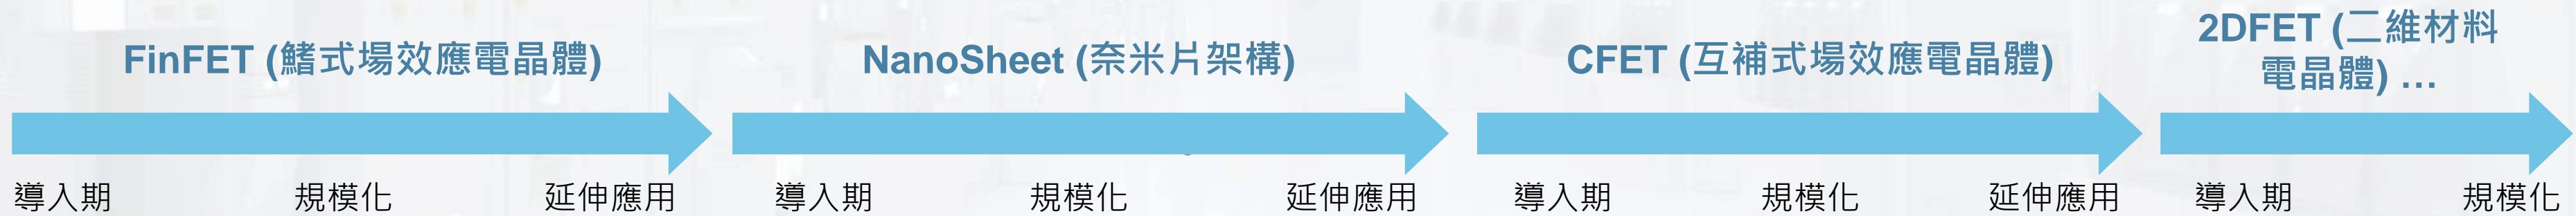 FinFET (鰭式場效應電晶體)
NanoSheet (奈米片架構)
CFET (互補式場效應電晶體)
2DFET (二維材料
電晶體) ...
導入期 規模化 延伸應用 導入期 規模化 延伸應用 導入期 規模化 延伸應用 導入期 規模化